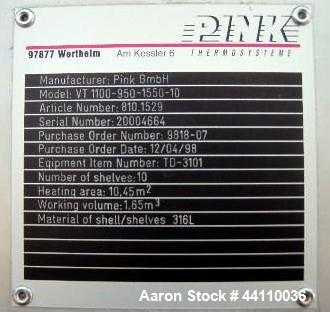 PINK
97877 Wertheim Am Kessler 6 THERMOSYSTEME
Manufacturer: Pink GmbH
Model: VT 1100-950-1550-10
Article Number: 810.1529
Serial Number: 20004664
Purchase Order Number: 9818-07
Purchase Order Date: 12/04/98
Egipment Item Number: TD-3101
Number of shelves: 10
Heating area: 10,45m²
Working volume: 1.65m³
Material of shell/shelves 316L
Aaron Stock # 44110036